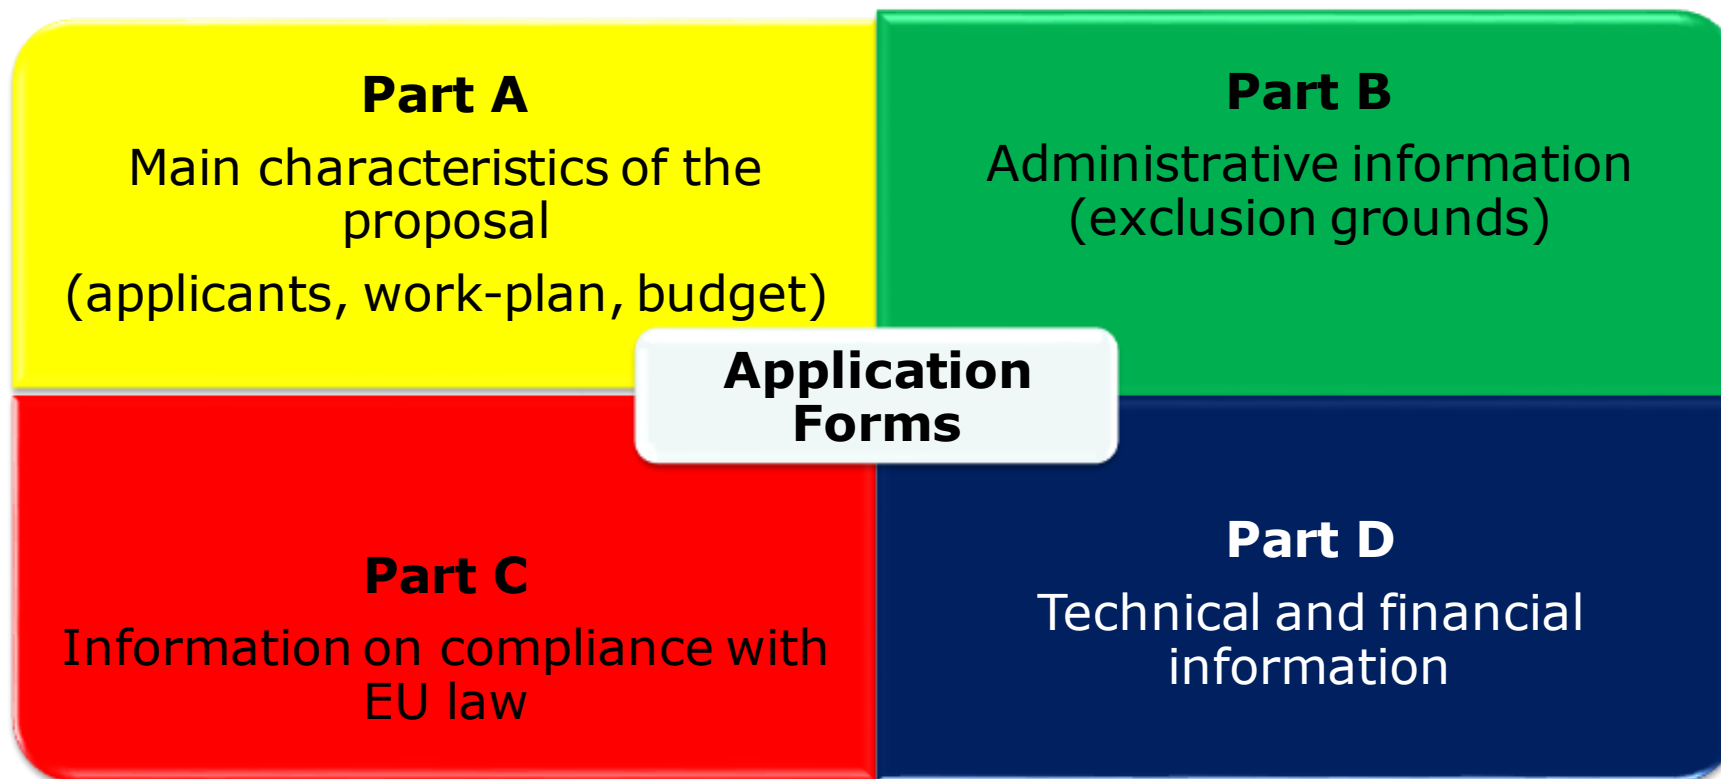 Part A
Main characteristics of the
proposal
(applicants, work-plan, budget)
Part B
Administrative information
(exclusion grounds)
Application
Forms
Part C
Information on compliance with
EU law
Part D
Technical and financial
information